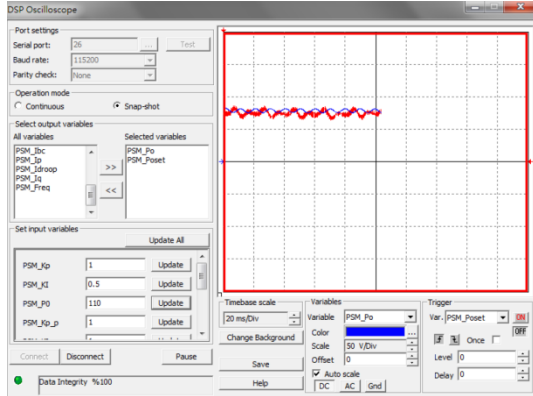 DSP Oscilloscope
Port settings
Serial port: 26 ... Test
Baud rate: 115200
Parity check: None
Operation mode
Continuous Snap-shot
Select output variables
All variables Selected variables
PSM_Ibc
PSM_Ip
PSM_Idroop
PSM_Iq
PSM_Freq
>>
<<
PSM_Po
PSM_Poset
Set input variables
Update All
PSM_Kp 1 Update
PSM_KI 0.5 Update
PSM_P0 110 Update
PSM_Kp_p 1 Update
Connect Disconnect Pause
Data Integrity %100
Timebase scale
20 ms/Div
Change Background
Save
Help
Variables
Variable PSM_Po
Color ...
Scale 50 V/Div
Offset 0
Auto scale
DC AC Gnd
Trigger
Var. PSM_Poset ON
OFF
Once
Level 0
Delay 0